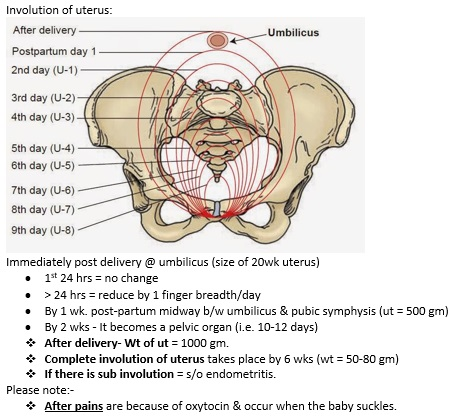 Involution of uterus:
After delivery
Umbilicus
Postpartum day 1
2nd day (U-1)
3rd day (U-2)
4th day (U-3)
5th day (U-4)
6th day (U-5)
7th day (U-6)
8th day (U-7)
9th day (U-8)
Immediately post delivery @ umbilicus (size of 20wk uterus)
• 1st 24 hrs = no change
• > 24 hrs = reduce by 1 finger breadth/day
• By 1 wk. post-partum midway b/w umbilicus & pubic symphysis (ut = 500 gm)
• By 2 wks - It becomes a pelvic organ (i.e. 10-12 days)
❖ After delivery- Wt of ut = 1000 gm.
❖ Complete involution of uterus takes place by 6 wks (wt = 50-80 gm)
❖ If there is sub involution = s/o endometritis.
Please note:-
❖ After pains are because of oxytocin & occur when the baby suckles.